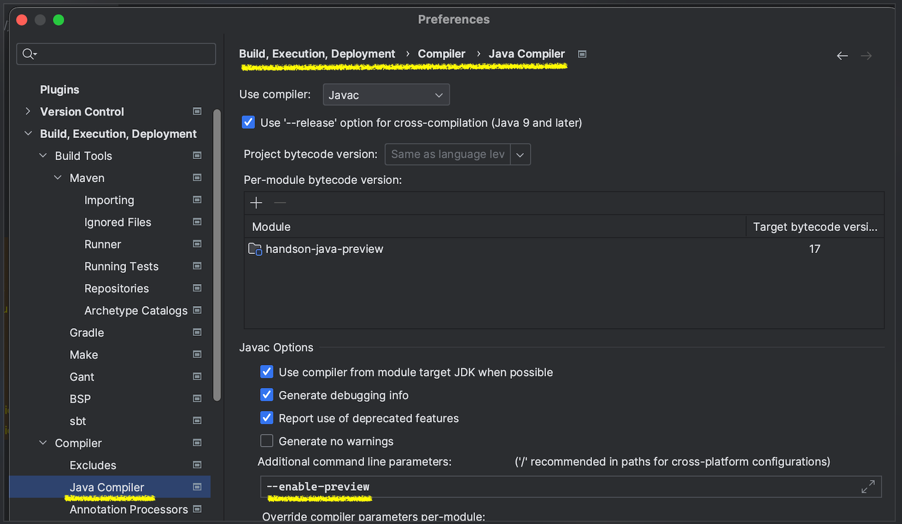 Preferences
Plugins
Version Control
Build, Execution, Deployment
Build Tools
Maven
Importing
Ignored Files
Runner
Running Tests
Repositories
Archetype Catalogs
Gradle
Make
Gant
BSP
sbt
Compiler
Excludes
Java Compiler
Annotation Processors
Build, Execution, Deployment › Compiler › Java Compiler
Use compiler: Javac
Use '--release' option for cross-compilation (Java 9 and later)
Project bytecode version: Same as language lev
Per-module bytecode version:
Module Target bytecode versi...
handson-java-preview 17
Javac Options
Use compiler from module target JDK when possible
Generate debugging info
Report use of deprecated features
Generate no warnings
Additional command line parameters: ('/' recommended in paths for cross-platform configurations)
--enable-preview
Override compiler parameters per-module: